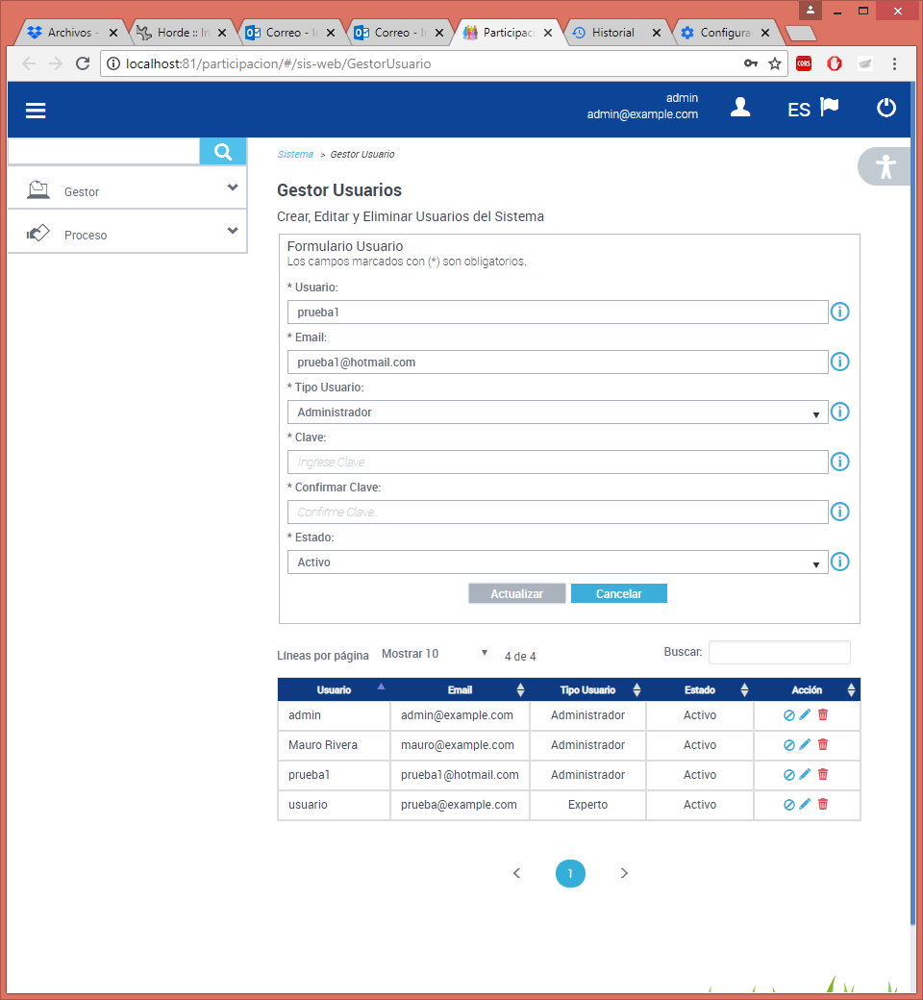 Archivos -
Horde :: In
Correo - I
Correo - I
Participac
Historial
Configura
localhost:81/participacion/#/sis-web/GestorUsuario
CORS
admin
admin@example.com
ES
Sistema > Gestor Usuario
Gestor
Proceso
Gestor Usuarios
Crear, Editar y Eliminar Usuarios del Sistema
Formulario Usuario
Los campos marcados con (*) son obligatorios.
* Usuario:
prueba1
* Email:
prueba1@hotmail.com
* Tipo Usuario:
Administrador
* Clave:
Ingrese Clave..
* Confirmar Clave:
Confirme Clave..
* Estado:
Activo
Actualizar Cancelar
Líneas por página Mostrar 10 4 de 4 Buscar:
Usuario Email Tipo Usuario Estado Acción
admin admin@example.com Administrador Activo
Mauro Rivera mauro@example.com Administrador Activo
prueba1 prueba1@hotmail.com Administrador Activo
usuario prueba@example.com Experto Activo
< 1 >